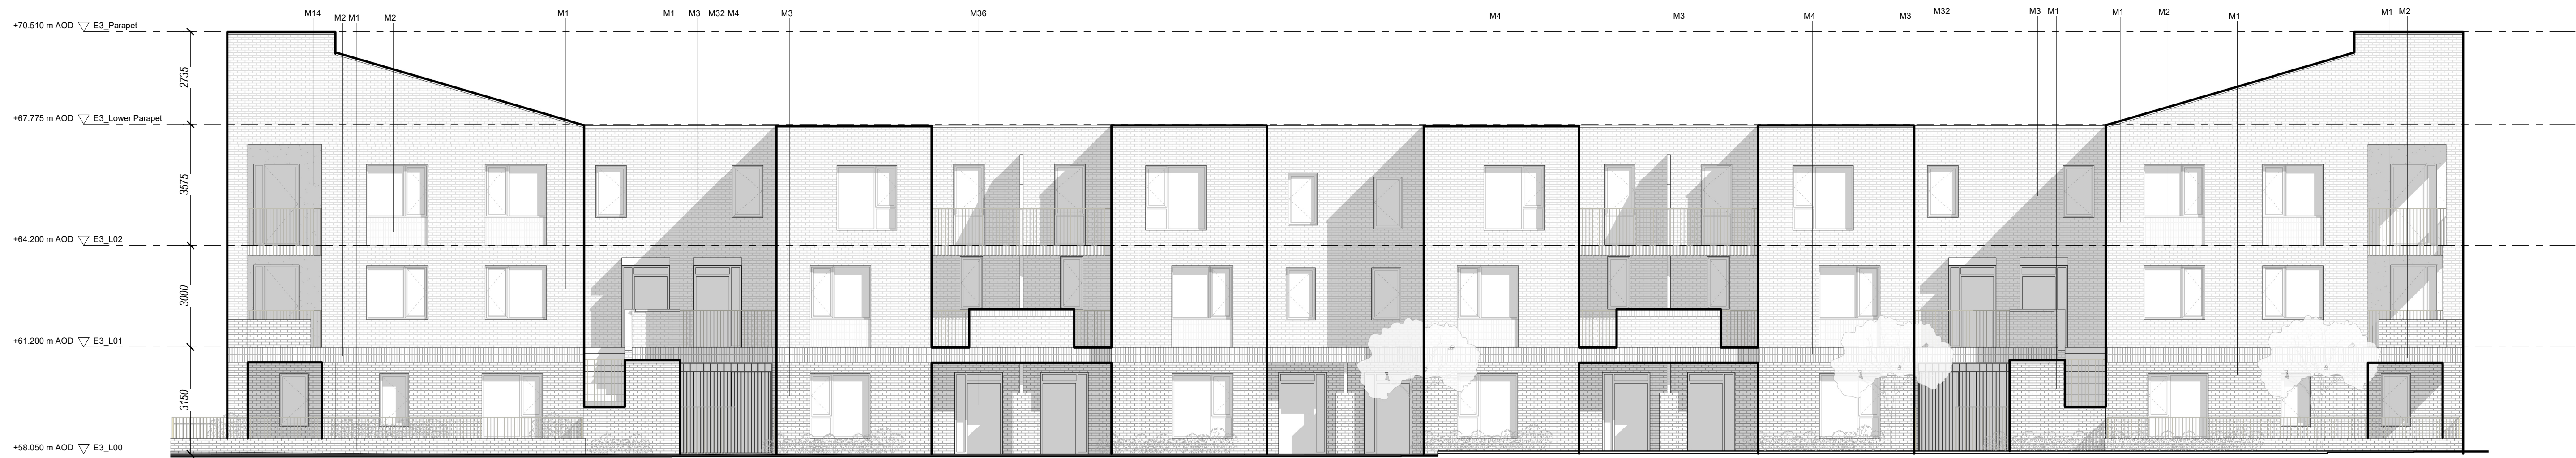 M14
M2 M1
M2
M1
M1
M3
M32 M4
M3
M36
M4
M3
M4
M3
M32
M3
M1
M1
M2
M1
M1
M2
+70.510 m AOD E3_Parapet
2735
+67.775 m AOD E3_Lower Parapet
3575
+64.200 m AOD E3_L02
3000
+61.200 m AOD E3_L01
3150
+58.050 m AOD E3_L00